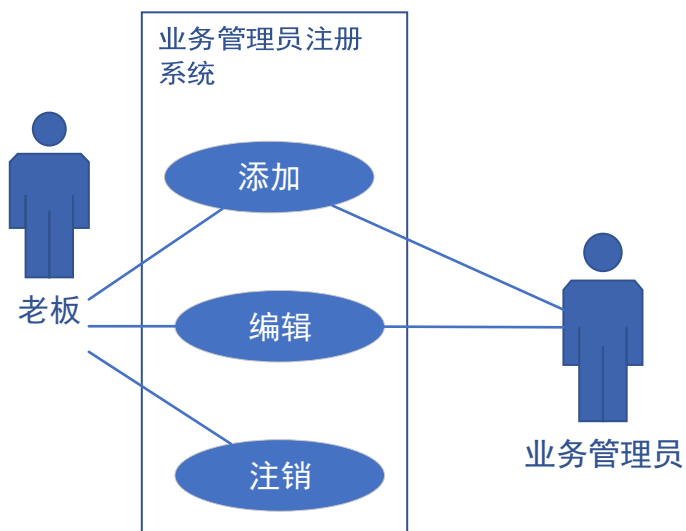 业务管理员注册
系统
添加
老板
编辑
业务管理员
注销